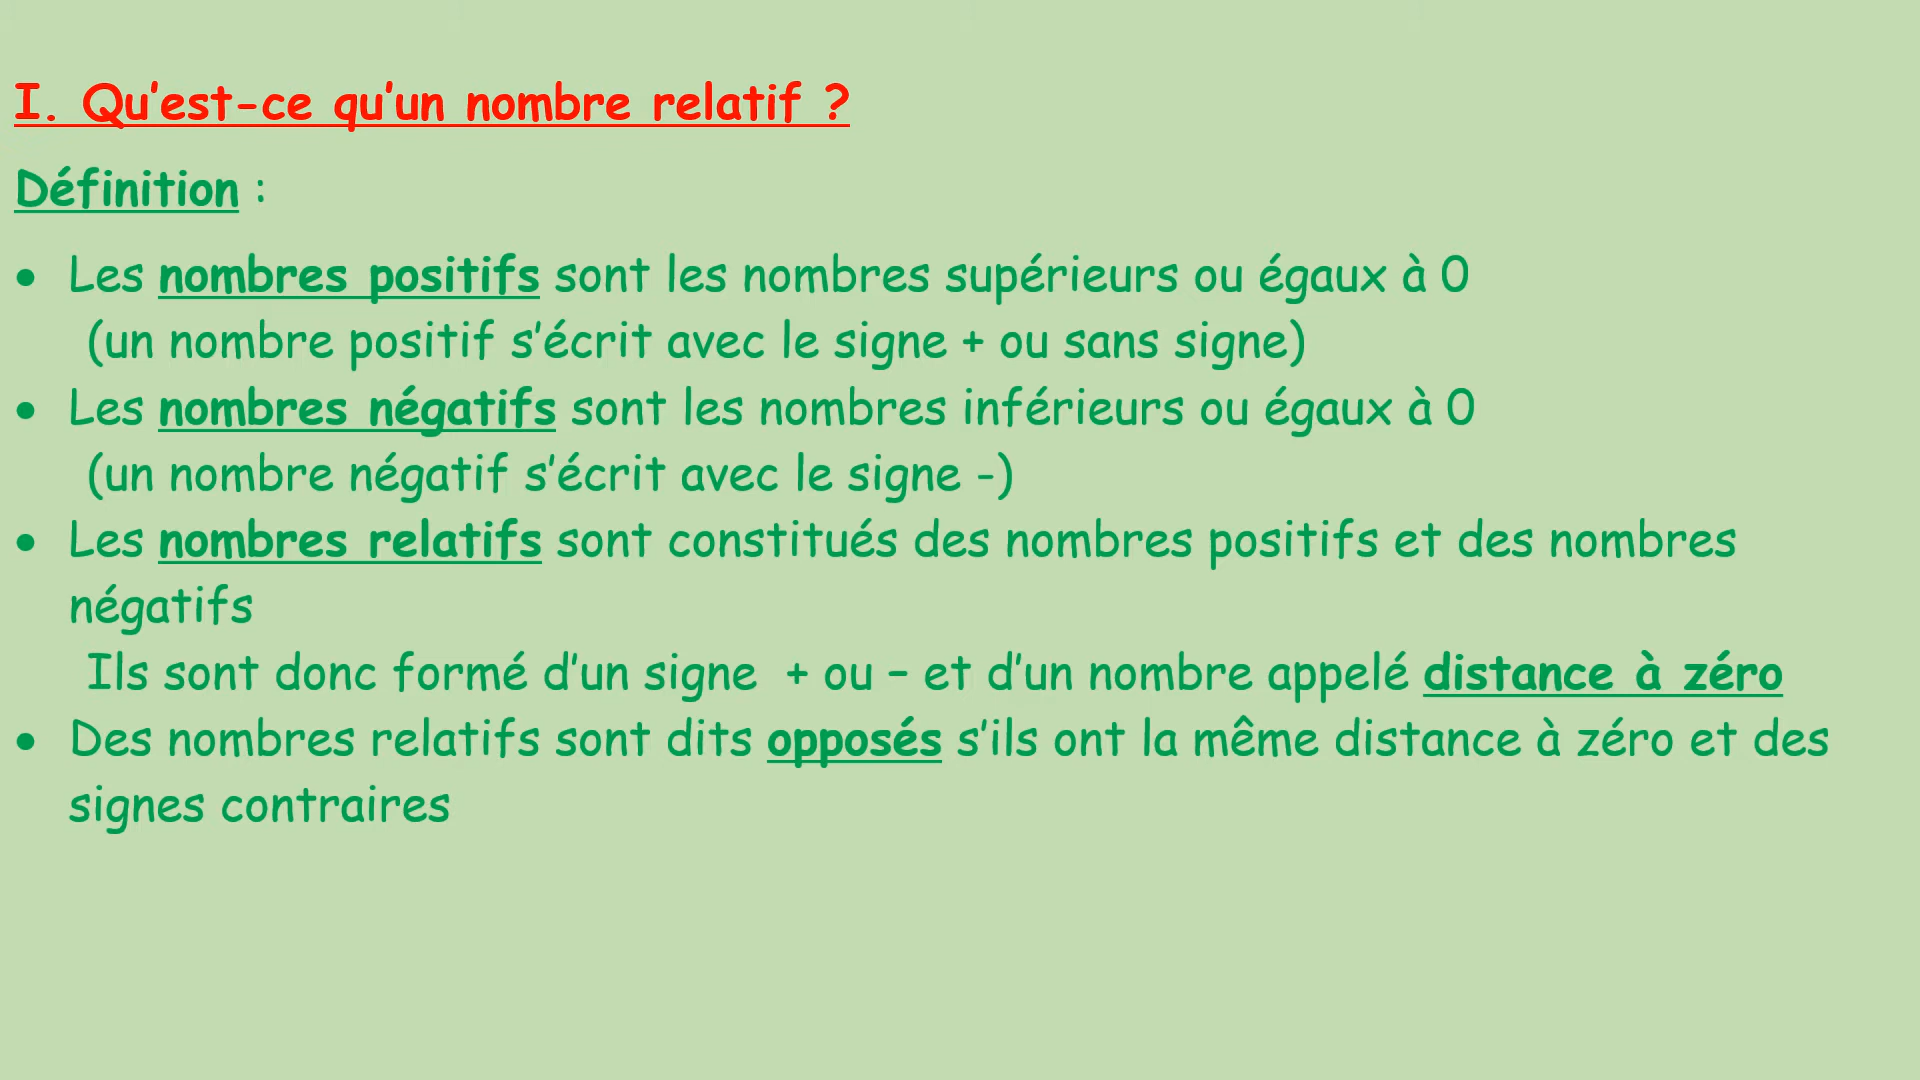 I. Qu’est-ce qu’un nombre relatif ?
Définition :
• Les nombres positifs sont les nombres supérieurs ou égaux à 0
(un nombre positif s’écrit avec le signe + ou sans signe)
• Les nombres négatifs sont les nombres inférieurs ou égaux à 0
(un nombre négatif s’écrit avec le signe -)
• Les nombres relatifs sont constitués des nombres positifs et des nombres
négatifs
Ils sont donc formé d’un signe  + ou – et d’un nombre appelé distance à zéro
• Des nombres relatifs sont dits opposés s’ils ont la même distance à zéro et des
signes contraires